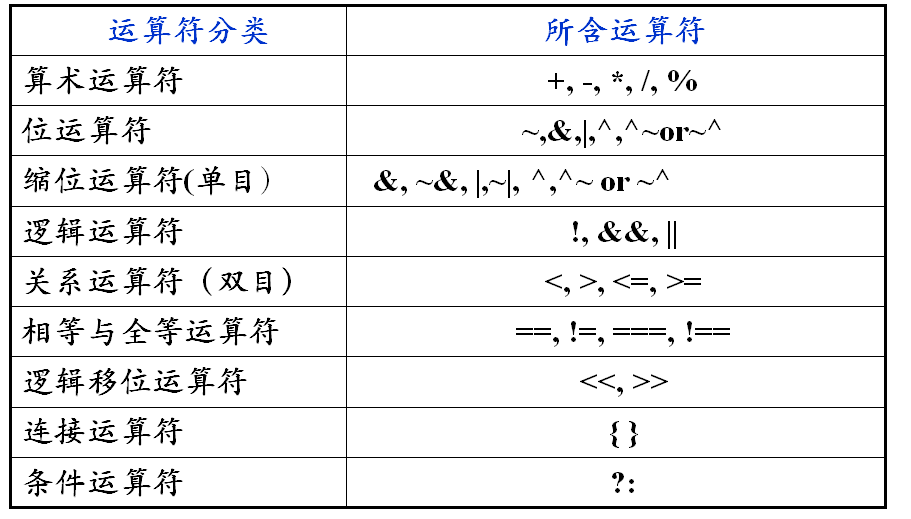 运算符分类 所含运算符
算术运算符 +, -, *, /, %
位运算符 ~,&,|,^,^~or~^
缩位运算符(单目） &, ~&, |,~|, ^,^~ or ~^
逻辑运算符 !, &&, ||
关系运算符（双目） <, >, <=, >=
相等与全等运算符 ==, !=, ===, !==
逻辑移位运算符 <<, >>
连接运算符 { }
条件运算符 ?: